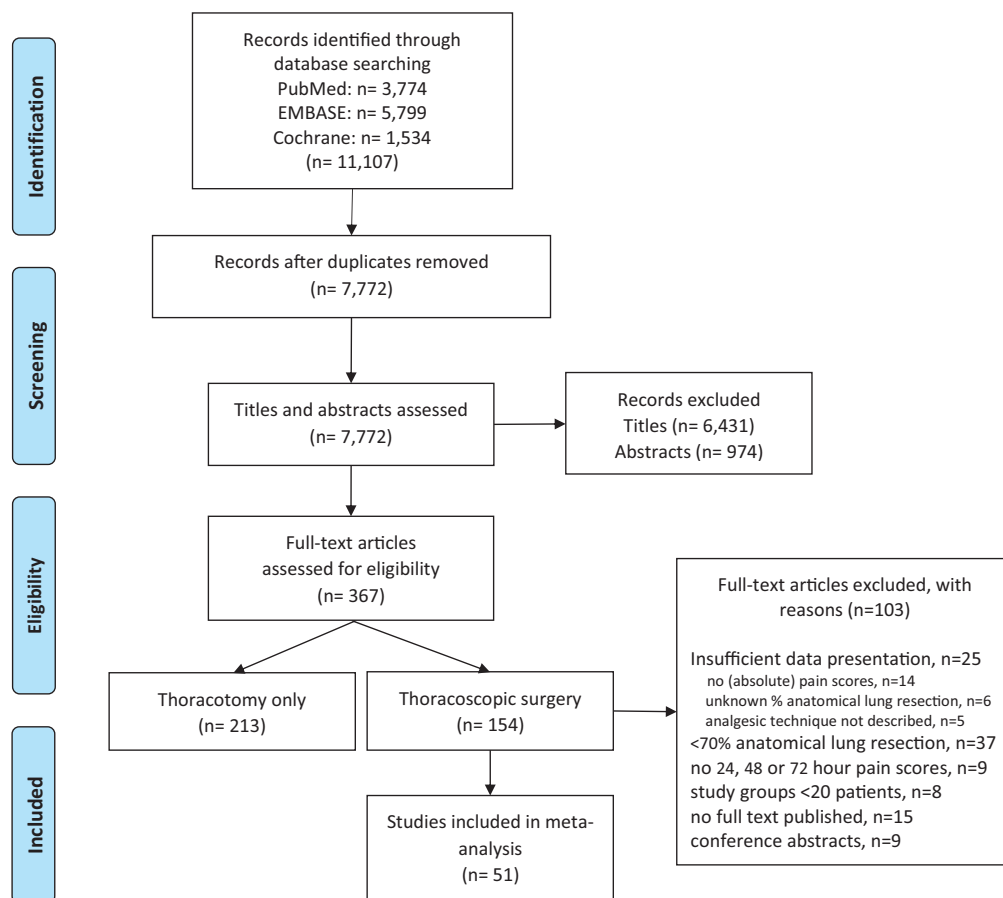 Identification
Records identified through
database searching
PubMed: n= 3,774
EMBASE: n= 5,799
Cochrane: n= 1,534
(n= 11,107)
Records after duplicates removed
(n= 7,772)
Screening
Titles and abstracts assessed
(n= 7,772)
Records excluded
Titles (n= 6,431)
Abstracts (n= 974)
Eligibility
Full-text articles
assessed for eligibility
(n= 367)
Full-text articles excluded, with
reasons (n=103)
Insufficient data presentation, n=25
no (absolute) pain scores, n=14
unknown % anatomical lung resection, n=6
analgesic technique not described, n=5
<70% anatomical lung resection, n=37
no 24, 48 or 72 hour pain scores, n=9
study groups <20 patients, n=8
no full text published, n=15
conference abstracts, n=9
Thoracotomy only
(n= 213)
Thoracoscopic surgery
(n= 154)
Included
Studies included in meta-
analysis
(n= 51)